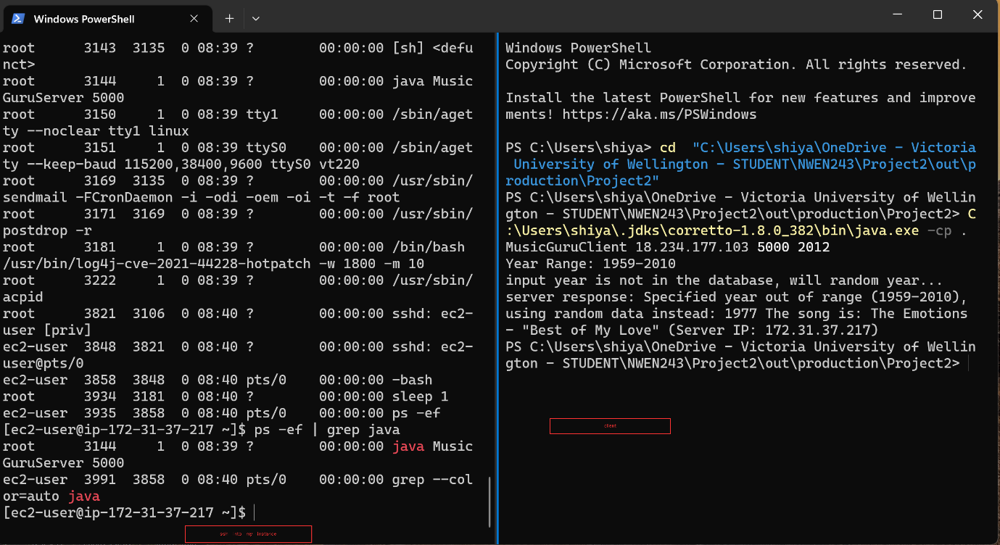 Windows PowerShell
root      3143  3135  0 08:39 ?        00:00:00 [sh] <defu
nct>
root      3144     1  0 08:39 ?        00:00:00 java Music
GuruServer 5000
root      3150     1  0 08:39 tty1     00:00:00 /sbin/aget
ty --noclear tty1 linux
root      3151     1  0 08:39 ttyS0    00:00:00 /sbin/aget
ty --keep-baud 115200,38400,9600 ttyS0 vt220
root      3169  3135  0 08:39 ?        00:00:00 /usr/sbin/
sendmail -FCronDaemon -i -odi -oem -oi -t -f root
root      3171  3169  0 08:39 ?        00:00:00 /usr/sbin/
postdrop -r
root      3181     1  0 08:39 ?        00:00:00 /bin/bash
/usr/bin/log4j-cve-2021-44228-hotpatch -w 1800 -m 10
root      3222     1  0 08:39 ?        00:00:00 /usr/sbin/
acpid
root      3821  3106  0 08:40 ?        00:00:00 sshd: ec2-
user [priv]
ec2-user  3848  3821  0 08:40 ?        00:00:00 sshd: ec2-
user@pts/0
ec2-user  3858  3848  0 08:40 pts/0    00:00:00 -bash
root      3934  3181  0 08:40 ?        00:00:00 sleep 1
ec2-user  3935  3858  0 08:40 pts/0    00:00:00 ps -ef
[ec2-user@ip-172-31-37-217 ~]$ ps -ef | grep java
root      3144     1  0 08:39 ?        00:00:00 java Music
GuruServer 5000
ec2-user  3991  3858  0 08:40 pts/0    00:00:00 grep --col
or=auto java
[ec2-user@ip-172-31-37-217 ~]$
ssh into my instance
Windows PowerShell
Copyright (C) Microsoft Corporation. All rights reserved.
Install the latest PowerShell for new features and improve
ments! https://aka.ms/PSWindows
PS C:\Users\shiya> cd  "C:\Users\shiya\OneDrive - Victoria
 University of Wellington - STUDENT\NWEN243\Project2\out\p
roduction\Project2"
PS C:\Users\shiya\OneDrive - Victoria University of Wellin
gton - STUDENT\NWEN243\Project2\out\production\Project2> C
:\Users\shiya\.jdks\corretto-1.8.0_382\bin\java.exe -cp .
MusicGuruClient 18.234.177.103 5000 2012
Year Range: 1959-2010
input year is not in the database, will random year...
server response: Specified year out of range (1959-2010),
using random data instead: 1977 The song is: The Emotions
- "Best of My Love" (Server IP: 172.31.37.217)
PS C:\Users\shiya\OneDrive - Victoria University of Wellin
gton - STUDENT\NWEN243\Project2\out\production\Project2>
client